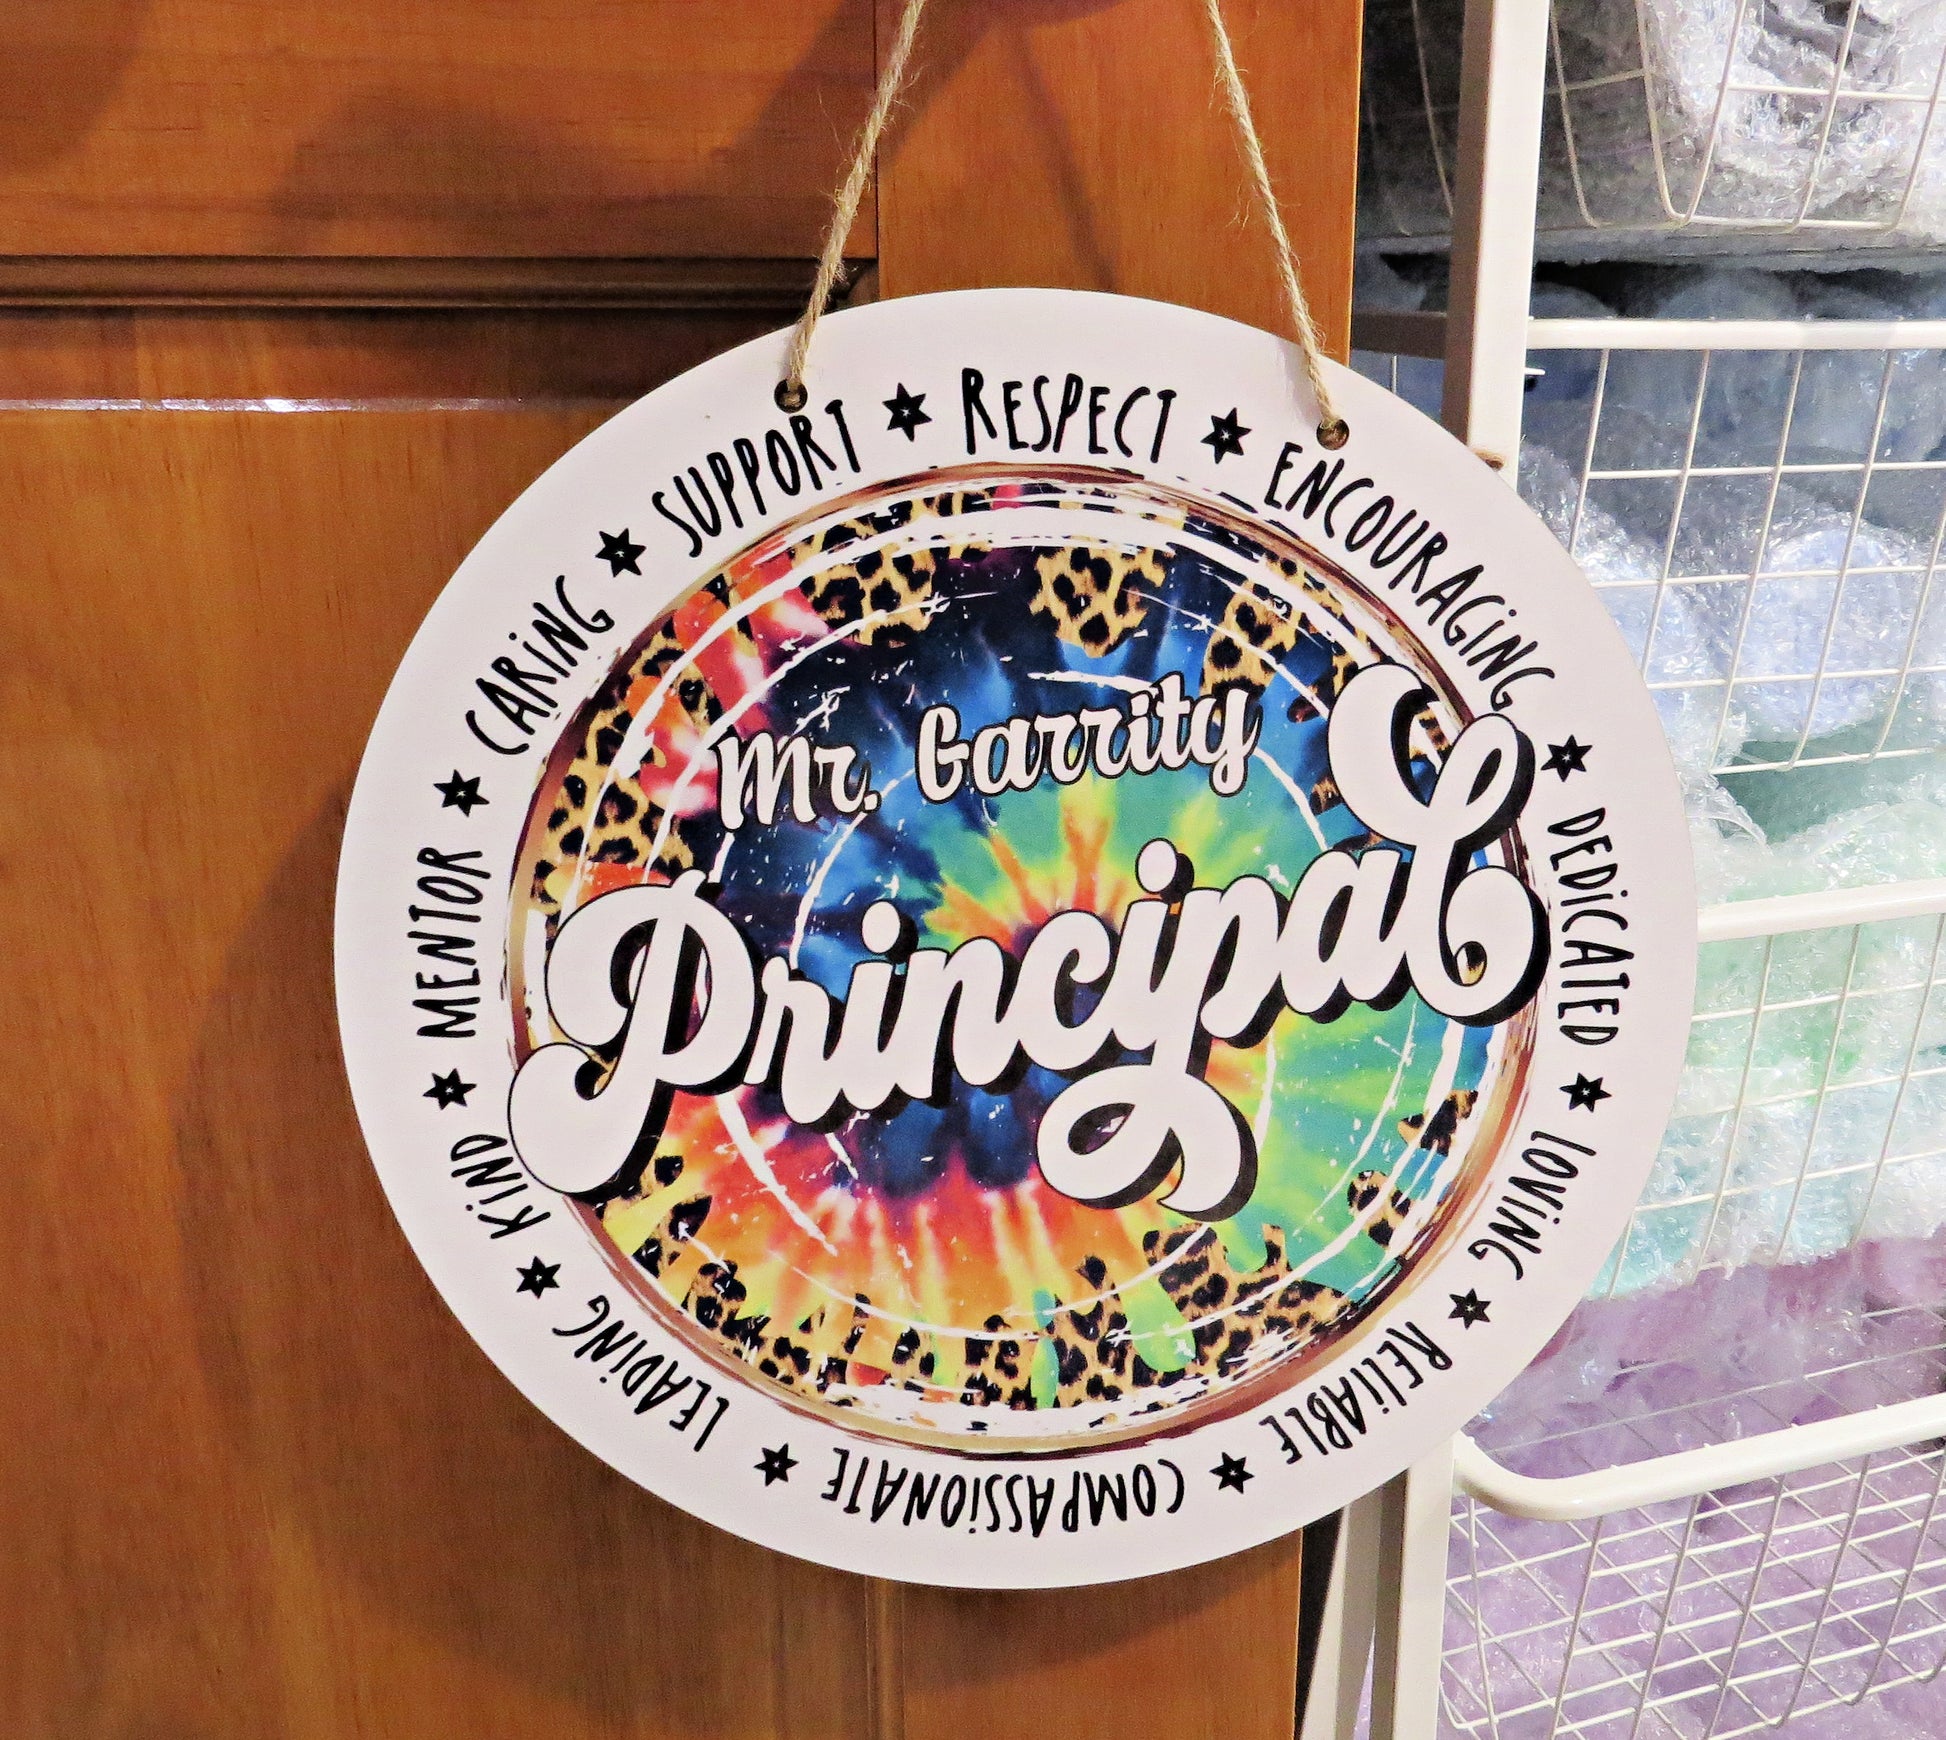 Mr. Garrity
Principal
SUPPORT ★ RESPECT ★ ENCOURAGING ★ DEDICATED ★ LOVING ★ RELIABLE ★ COMPASSIONATE ★ LEADING ★ KIND ★ MENTOR ★ CARING ★